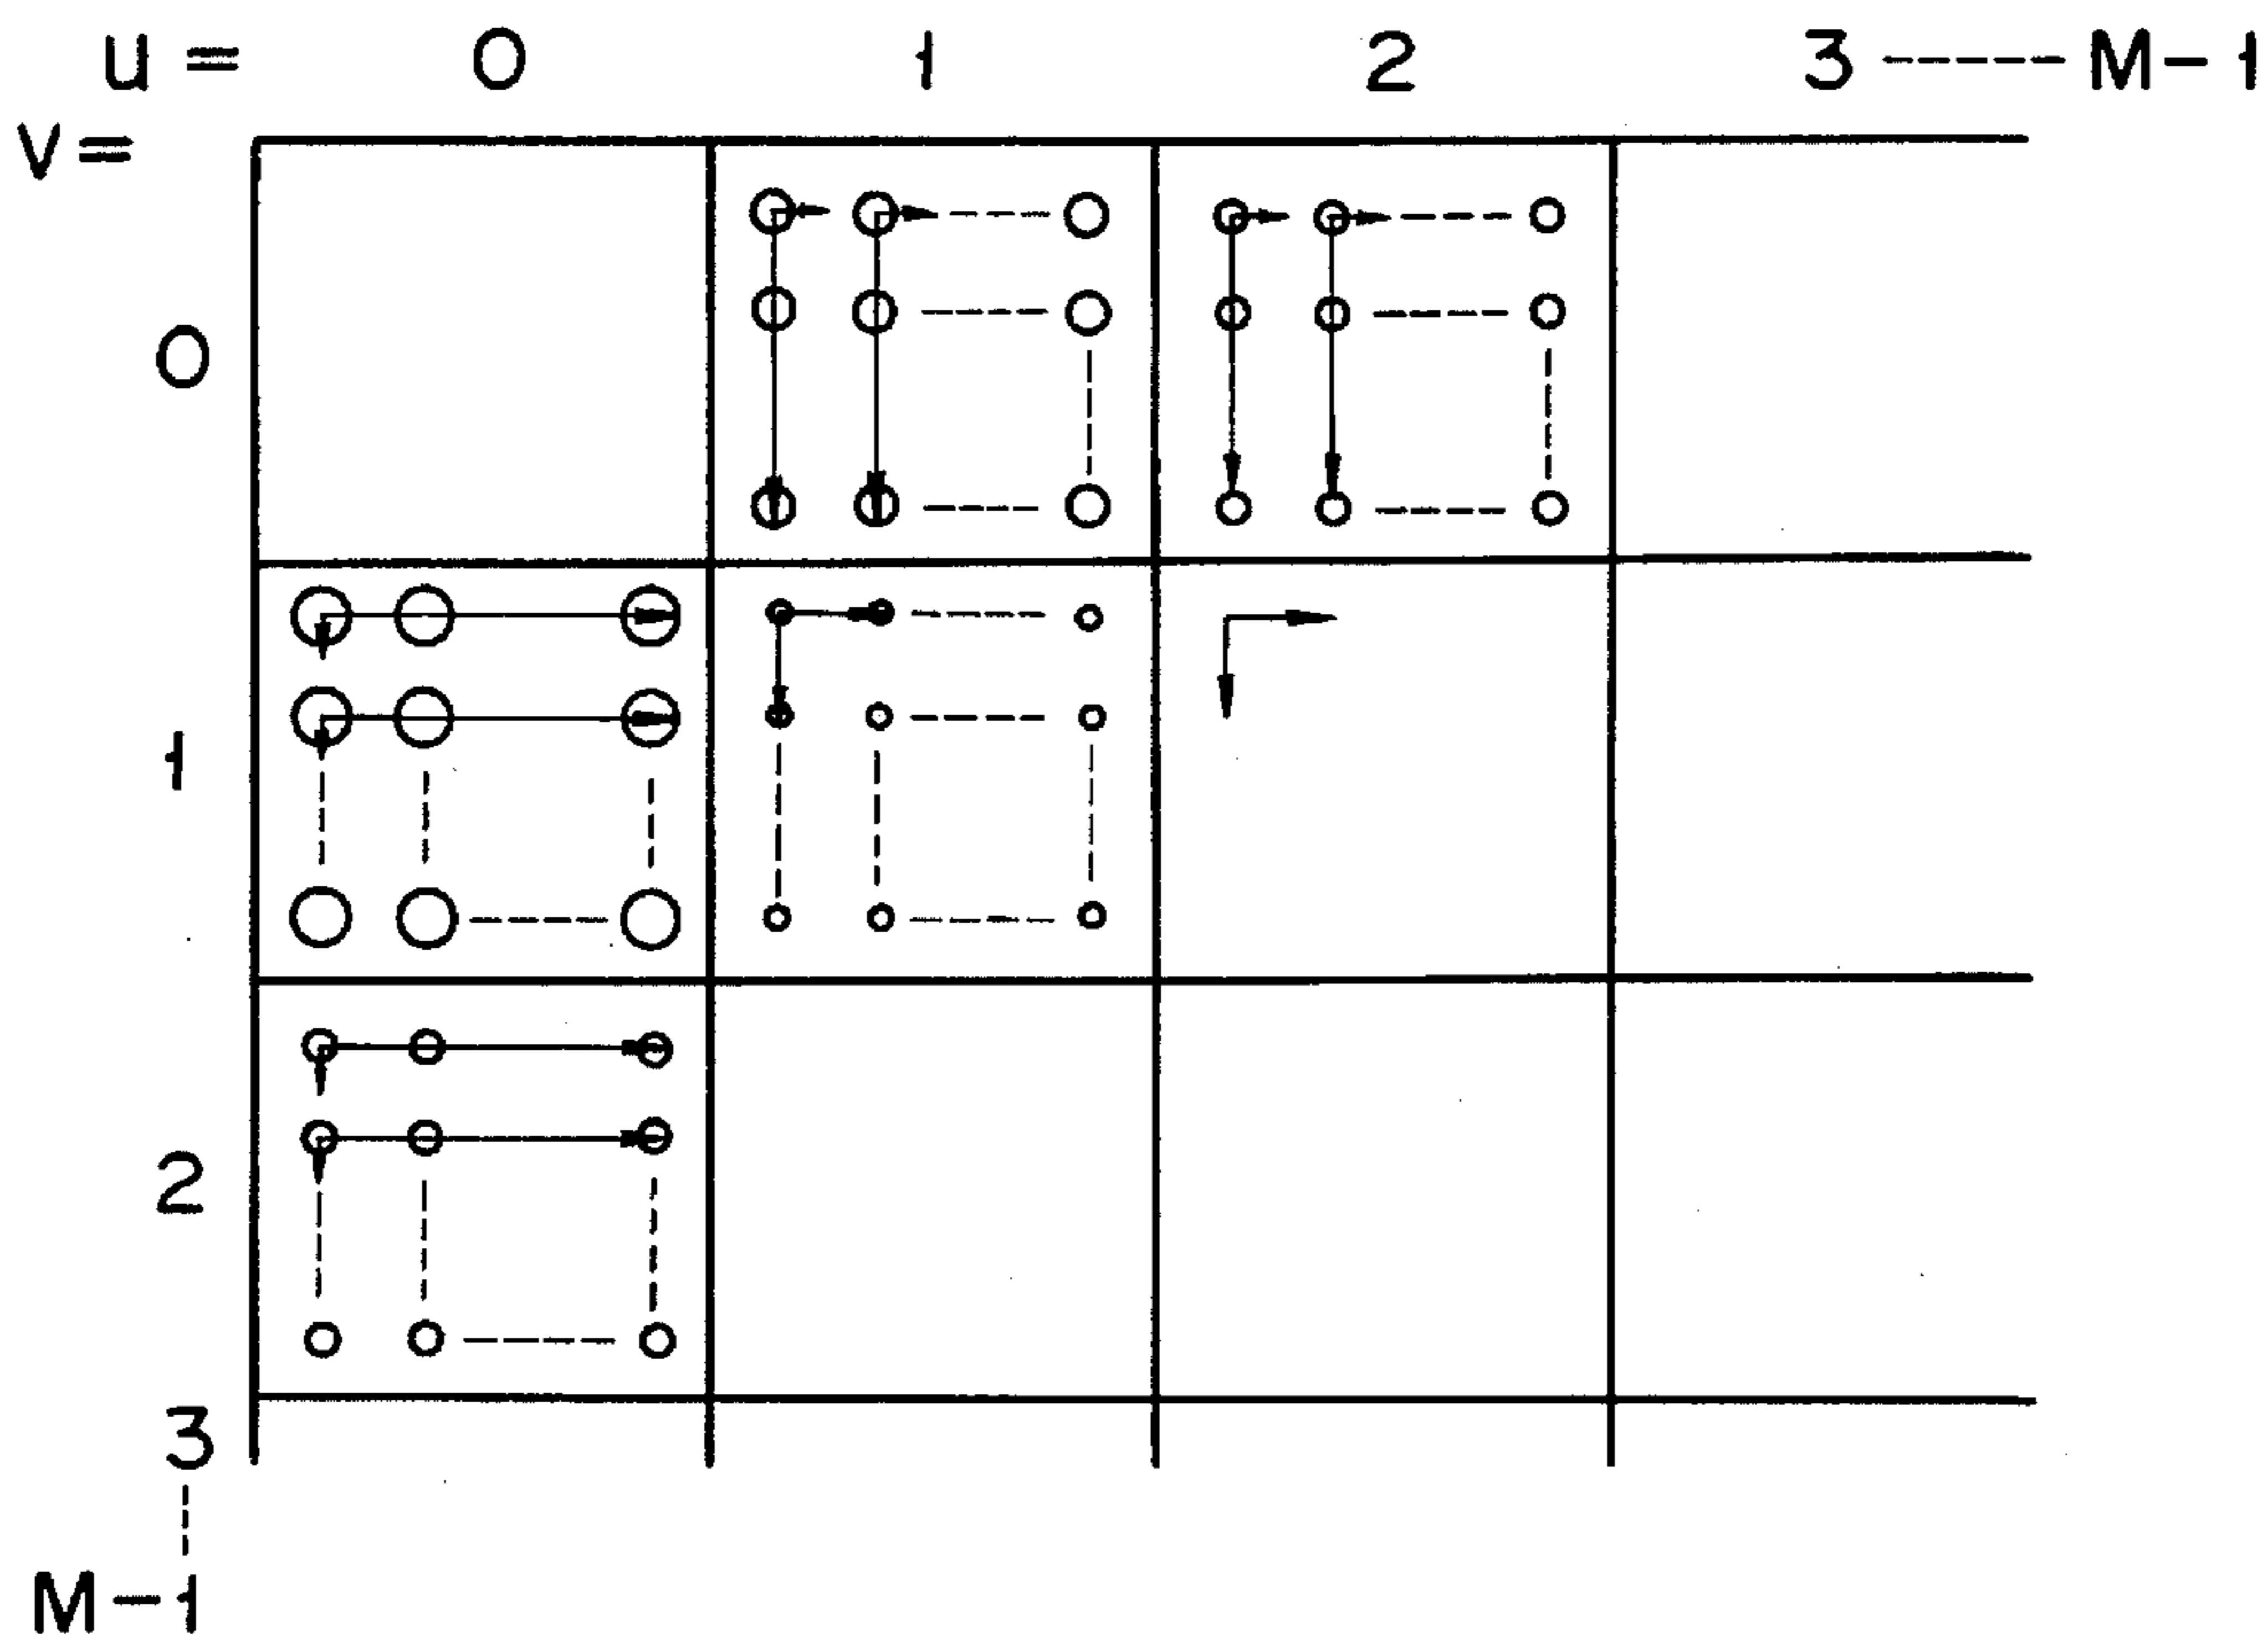 u = 0 1 2 3 ----- M-1
v =
0
1
2
3
M-1